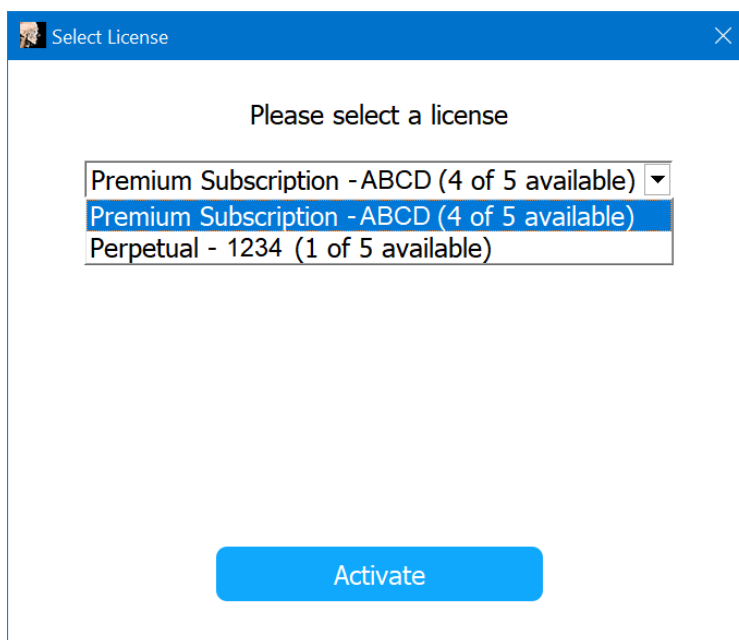 Select License
Please select a license
Premium Subscription - ABCD (4 of 5 available)
Premium Subscription - ABCD (4 of 5 available)
Perpetual - 1234 (1 of 5 available)
Activate